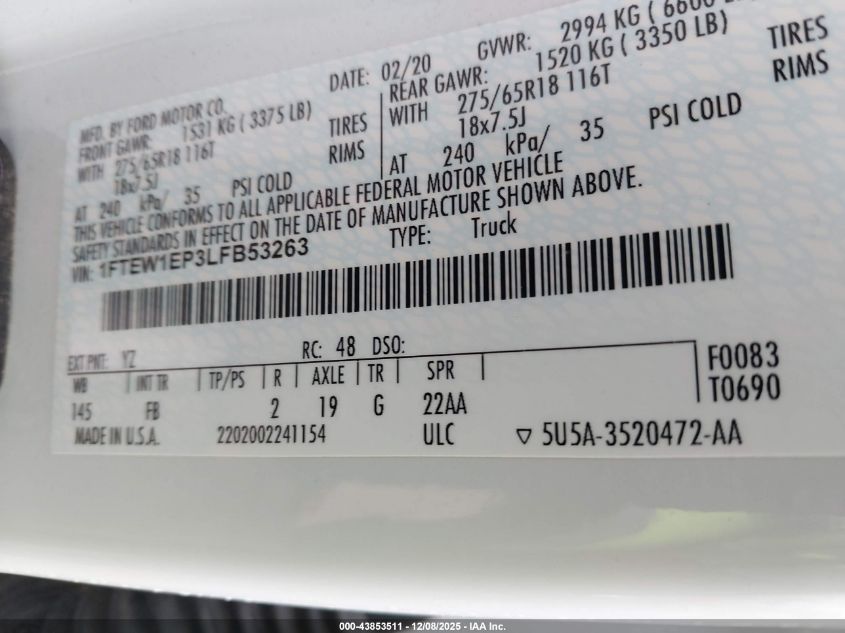 MFD. BY FORD MOTOR CO.
DATE: 02/20
GVWR: 2994 KG (
FRONT GAWR: 1531 KG ( 3375 LB)
REAR GAWR: 1520 KG ( 3350 LB)
WITH 275/65R18 116T TIRES
WITH 275/65R18 116T TIRES
18x7.5J RIMS
18x7.5J RIMS
AT 240 kPa/ 35 PSI COLD
AT 240 kPa/ 35 PSI COLD
THIS VEHICLE CONFORMS TO ALL APPLICABLE FEDERAL MOTOR VEHICLE
SAFETY STANDARDS IN EFFECT ON THE DATE OF MANUFACTURE SHOWN ABOVE.
VIN: 1FTEW1EP3LFB53263
TYPE: Truck
EXT PNT: YZ RC: 48 DSO:
WB INT TR TP/PS R AXLE TR SPR F0083
145 FB 2 19 G 22AA T0690
MADE IN U.S.A. 2202002241154 ULC ▽ 5U5A-3520472-AA
000-43853511 - 12/08/2025 - IAA Inc.